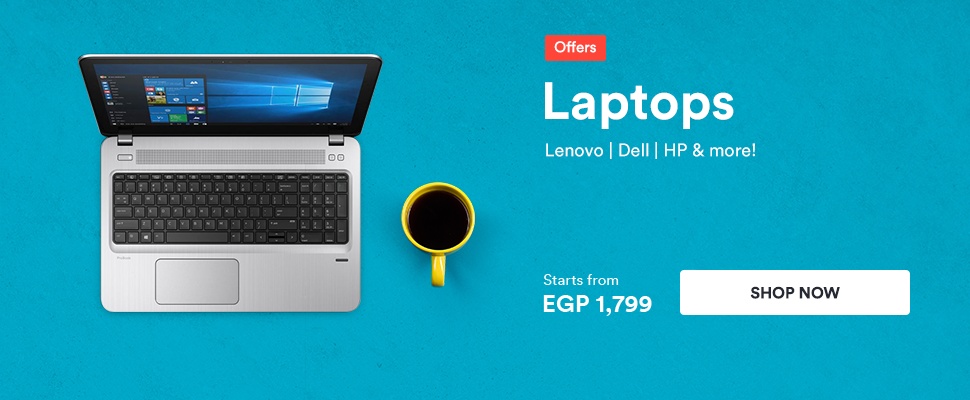 Offers
Laptops
Lenovo | Dell | HP & more!
Starts from
EGP 1,799
SHOP NOW